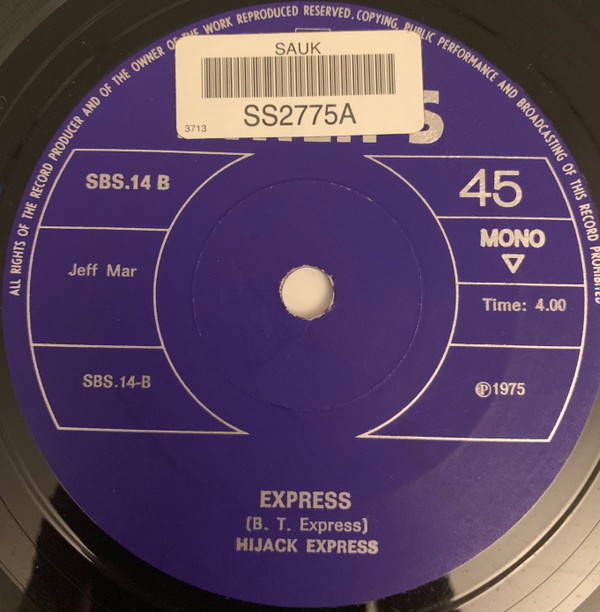 ALL RIGHTS OF THE RECORD PRODUCER AND OF THE OWNER OF THE WORK REPRODUCED RESERVED. COPYING, PUBLIC PERFORMANCE AND BROADCASTING OF THIS RECORD PROHIBITED
SAUK
SS2775A
3713
SBS.14 B
45
Jeff Mar
MONO
Time: 4.00
SBS.14-B
℗1975
EXPRESS
(B. T. Express)
HIJACK EXPRESS